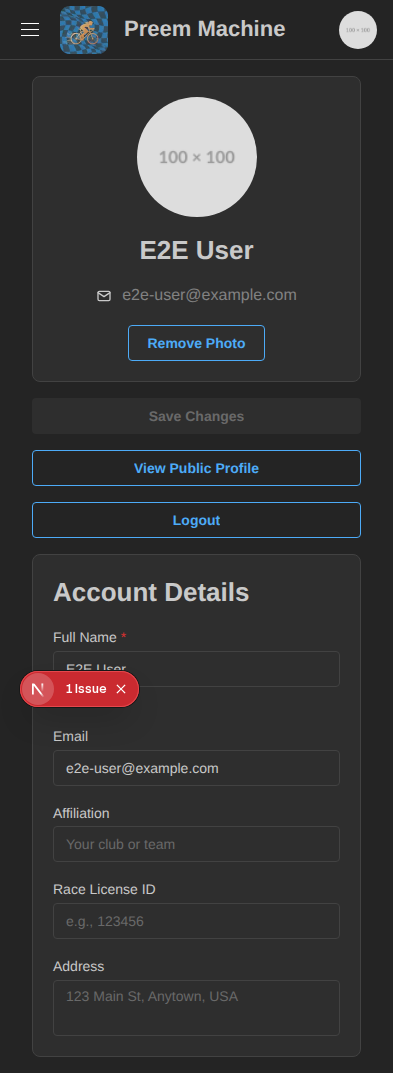 Preem Machine
100 × 100
100 × 100
E2E User
e2e-user@example.com
Remove Photo
Save Changes
View Public Profile
Logout
Account Details
Full Name *
E2E User
N 1 Issue
Email
e2e-user@example.com
Affiliation
Your club or team
Race License ID
e.g., 123456
Address
123 Main St, Anytown, USA